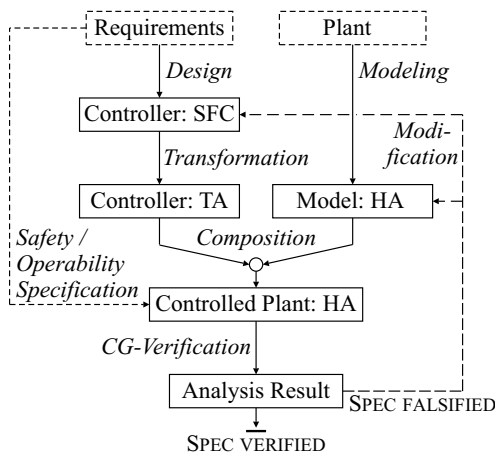 Requirements
Plant
Design
Modeling
Controller: SFC
Modi-
fication
Transformation
Controller: TA
Model: HA
Safety /
Operability
Specification
Composition
Controlled Plant: HA
CG-Verification
Analysis Result
SPEC FALSIFIED
SPEC VERIFIED